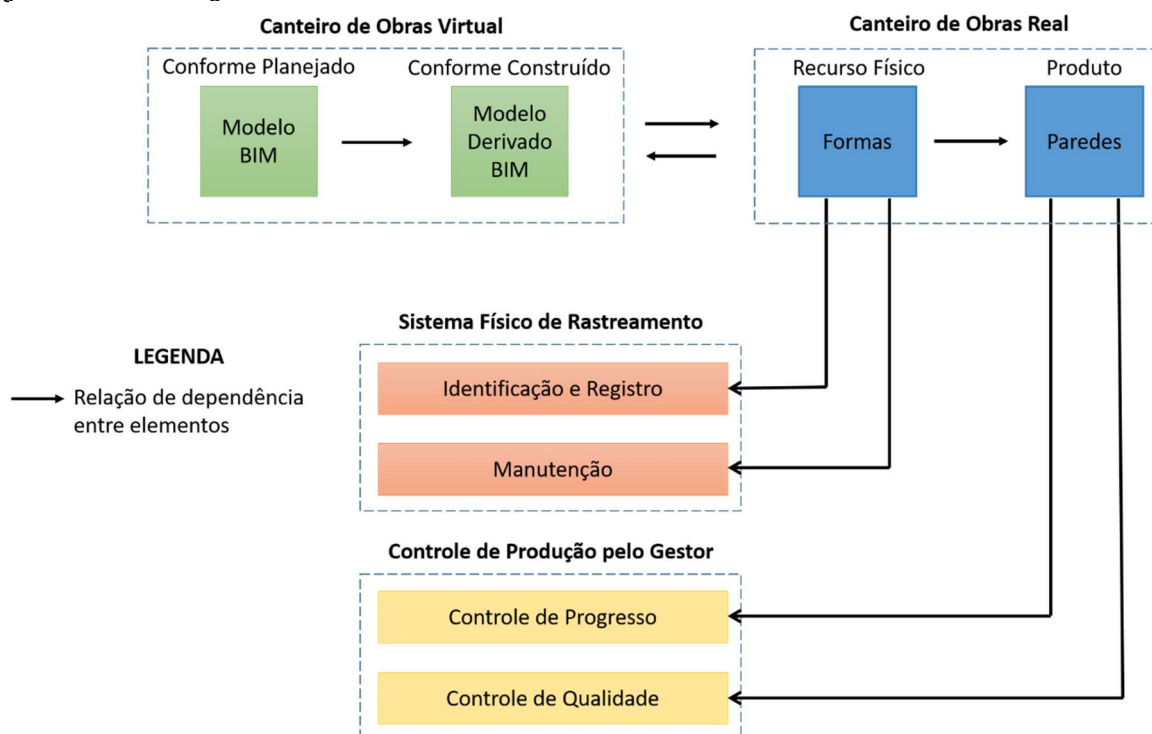 Canteiro de Obras Virtual
Conforme Planejado
Conforme Construído
Modelo
BIM
Modelo
Derivado
BIM
Canteiro de Obras Real
Recurso Físico
Produto
Formas
Paredes
Sistema Físico de Rastreamento
Identificação e Registro
Manutenção
LEGENDA
Relação de dependência
entre elementos
Controle de Produção pelo Gestor
Controle de Progresso
Controle de Qualidade